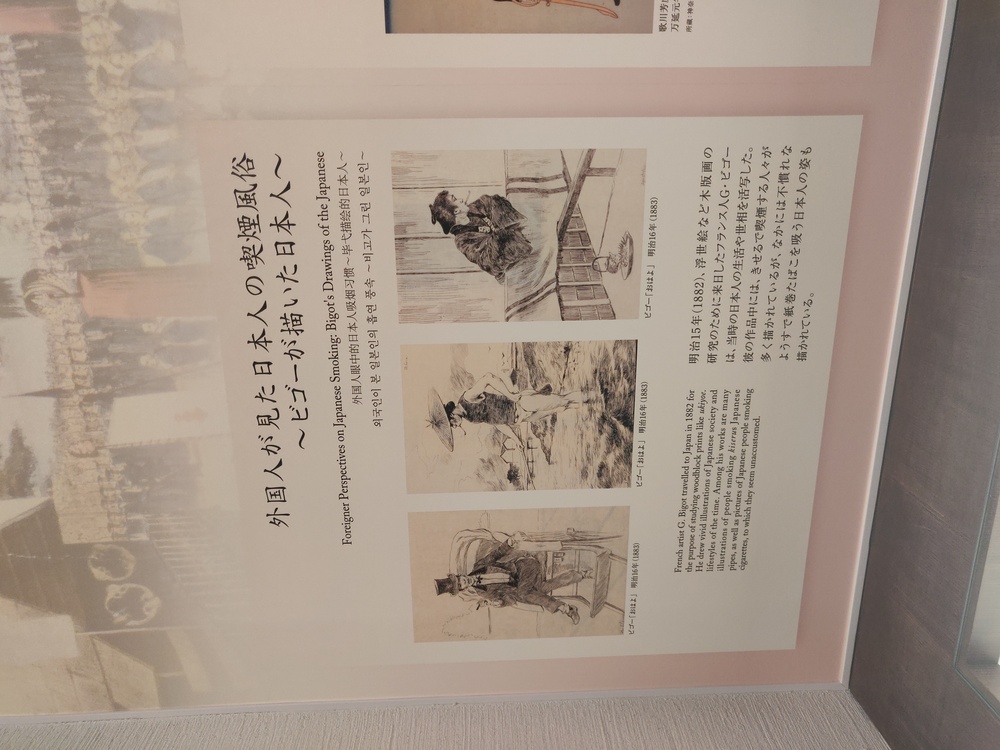 外国人が見た日本人の喫煙風俗
～ビゴーが描いた日本人～
Foreigner Perspectives on Japanese Smoking: Bigot's Drawings of the Japanese
外国人眼中的日本人吸烟习惯～毕弋描绘的日本人～
외국인이 본 일본인의 흡연 풍속 ～비고가 그린 일본인～
ビゴー「おはよ」 明治16年(1883)
ビゴー「おはよ」 明治16年(1883)
ビゴー「おはよ」 明治16年(1883)
French artist G. Bigot travelled to Japan in 1882 for
the purpose of studying woodblock prints like ukiyoe.
He drew vivid illustrations of Japanese society and
lifestyles of the time. Among his works are many
illustrations of people smoking kiseru Japanese
pipes, as well as pictures of Japanese people smoking
cigarettes, to which they seem unaccustomed.
明治15年(1882)、浮世絵など木版画の
研究のために来日したフランス人G・ビゴー
は、当時の日本人の生活や世相を活写した。
彼の作品中には、きせるで喫煙する人々が
多く描かれているが、なかには不慣れな
ようすで紙巻たばこを吸う日本人の姿も
描かれている。
歌川芳
万延元
所蔵：神奈